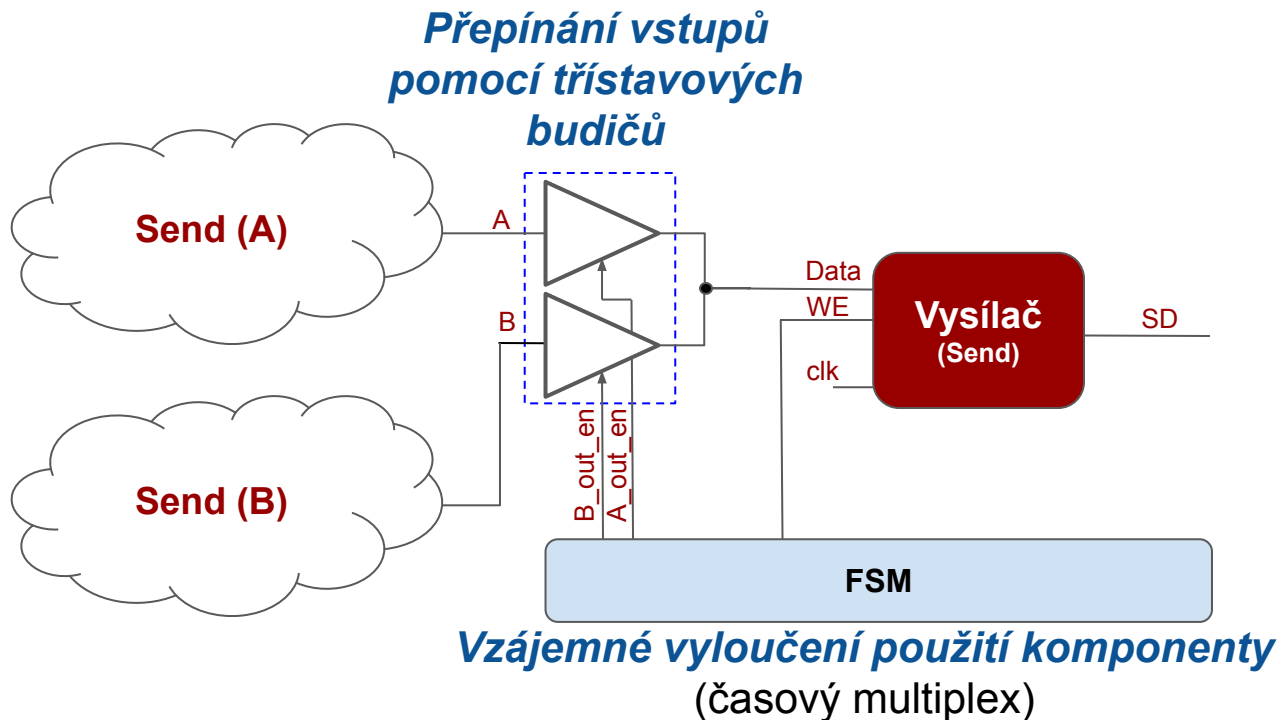 Přepínání vstupů
pomocí třístavových
budičů
Send (A)
A
B
Data
WE
clk
Vysílač
(Send)
SD
Send (B)
B_out_en
A_out_en
FSM
Vzájemné vyloučení použití komponenty
(časový multiplex)